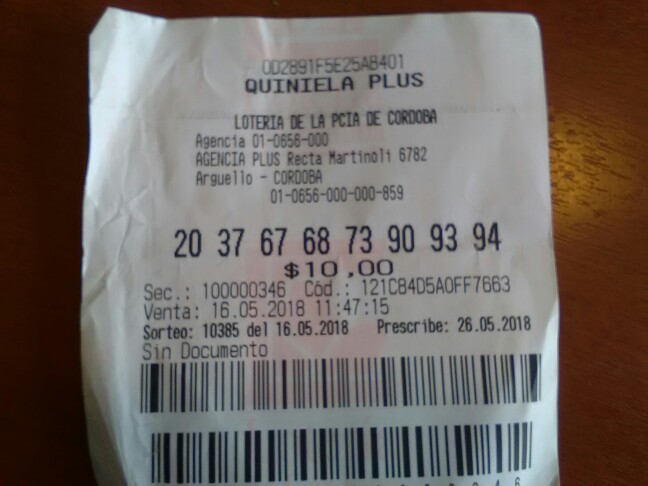 0D2891F5E25A8401
QUINIELA PLUS
LOTERIA DE LA PCIA DE CORDOBA
Agencia 01-0656-000
AGENCIA PLUS Recta Martinoli 6782
Arguello - CORDOBA
01-0656-000-000-859
20 37 67 68 73 90 93 94
$10,00
Sec.: 100000346 Cód.: 121C84D5A0FF7663
Venta: 16.05.2018 11:47:15
Sorteo: 10385 del 16.05.2018 Prescribe: 26.05.2018
Sin Documento